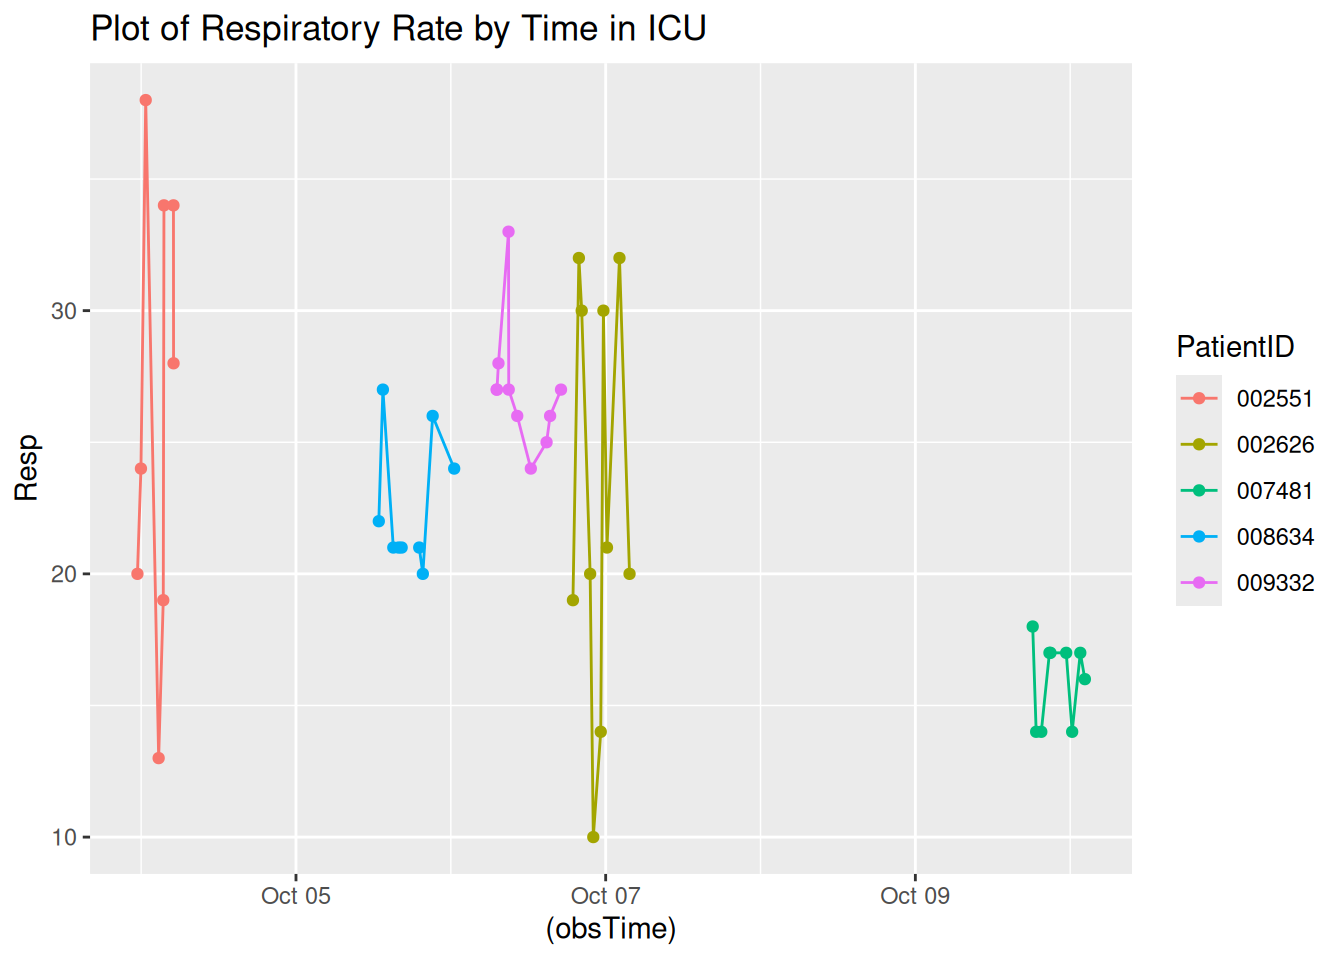 Plot of Respiratory Rate by Time in ICU
Resp
30
20
10
Oct 05
Oct 07
Oct 09
(obsTime)
PatientID
002551
002626
007481
008634
009332